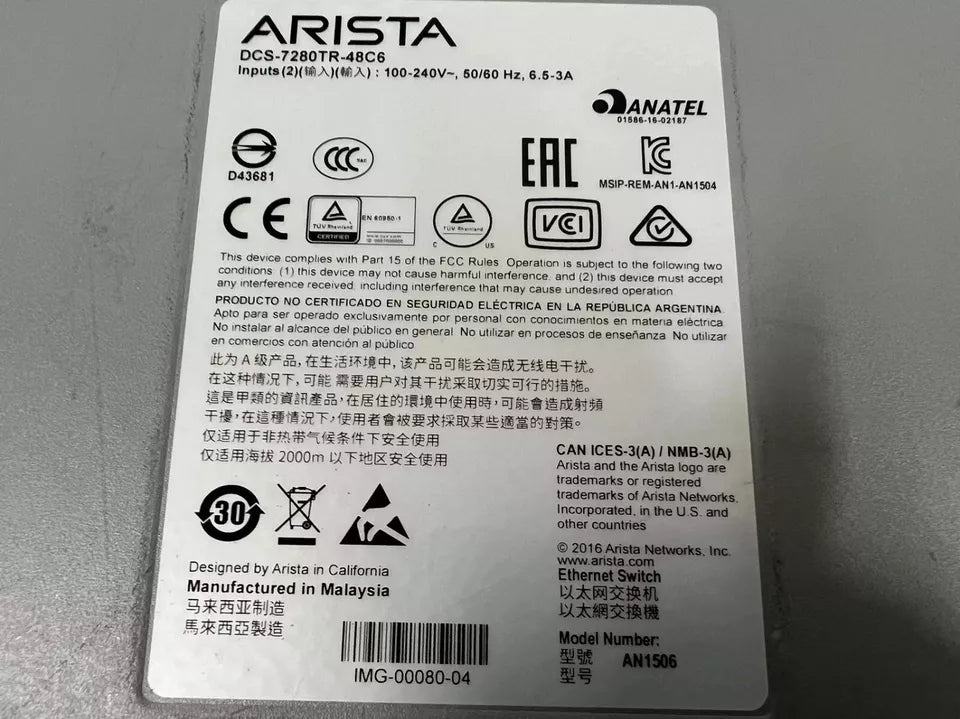 ARISTA
DCS-7280TR-48C6
Inputs(2)(输入)(輸入) : 100-240V~, 50/60 Hz, 6.5-3A
ANATEL
01586-16-02187
D43681
CCC
EAC
MSIP-REM-AN1-AN1504
CE
TÜV Rheinland
CERTIFIED
EN 60950-1
TÜV Rheinland
C US
VCI
This device complies with Part 15 of the FCC Rules. Operation is subject to the following two
conditions: (1) this device may not cause harmful interference, and (2) this device must accept
any interference received, including interference that may cause undesired operation.
PRODUCTO NO CERTIFICADO EN SEGURIDAD ELÉCTRICA EN LA REPÚBLICA ARGENTINA.
Apto para ser operado exclusivamente por personal con conocimientos en materia eléctrica.
No instalar al alcance del público en general. No utilizar en procesos de enseñanza. No utilizar
en comercios con atención al público.
此为 A 级产品，在生活环境中，该产品可能会造成无线电干扰。
在这种情况下，可能 需要用户对其干扰采取切实可行的措施。
這是甲類的資訊產品，在居住的環境中使用時，可能會造成射頻
干擾，在這種情況下，使用者會被要求採取某些適當的對策。
仅适用于非热带气候条件下安全使用
仅适用海拔 2000m 以下地区安全使用
CAN ICES-3(A) / NMB-3(A)
Arista and the Arista logo are
trademarks or registered
trademarks of Arista Networks,
Incorporated, in the U.S. and
other countries
30
© 2016 Arista Networks, Inc.
www.arista.com
Ethernet Switch
以太网交换机
以太網交換機
Designed by Arista in California
Manufactured in Malaysia
马来西亚制造
馬來西亞製造
IMG-00080-04
Model Number:
型號
型号
AN1506